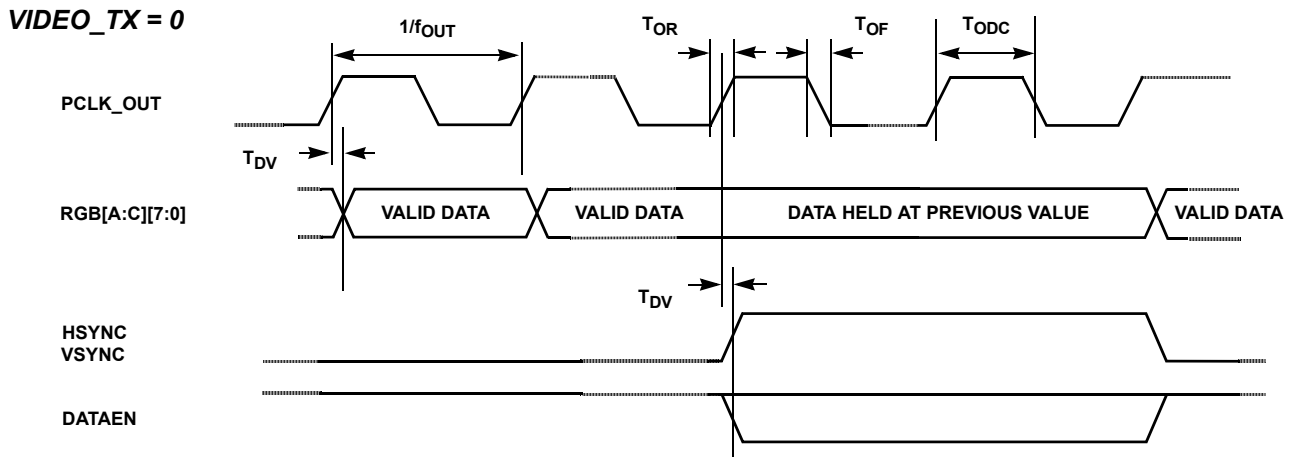 VIDEO_TX = 0
1/fOUT
TOR
TOF
TODC
PCLK_OUT
TDV
RGB[A:C][7:0]
VALID DATA
VALID DATA
DATA HELD AT PREVIOUS VALUE
VALID DATA
TDV
HSYNC
VSYNC
DATAEN